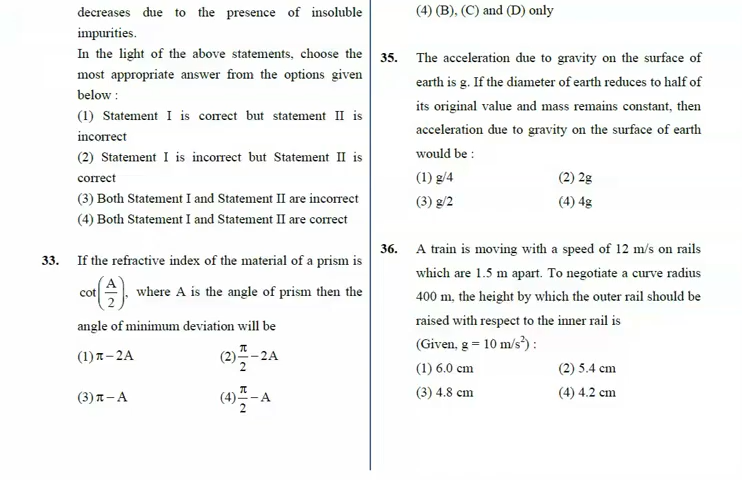 decreases due to the presence of insoluble
impurities.
In the light of the above statements, choose the
most appropriate answer from the options given
below :
(1) Statement I is correct but statement II is
incorrect
(2) Statement I is incorrect but Statement II is
correct
(3) Both Statement I and Statement II are incorrect
(4) Both Statement I and Statement II are correct
33. If the refractive index of the material of a prism is
cot(A/2), where A is the angle of prism then the
angle of minimum deviation will be
(1) π − 2A (2) π/2 − 2A
(3) π − A (4) π/2 − A
(4) (B), (C) and (D) only
35. The acceleration due to gravity on the surface of
earth is g. If the diameter of earth reduces to half of
its original value and mass remains constant, then
acceleration due to gravity on the surface of earth
would be :
(1) g/4 (2) 2g
(3) g/2 (4) 4g
36. A train is moving with a speed of 12 m/s on rails
which are 1.5 m apart. To negotiate a curve radius
400 m, the height by which the outer rail should be
raised with respect to the inner rail is
(Given, g = 10 m/s²) :
(1) 6.0 cm (2) 5.4 cm
(3) 4.8 cm (4) 4.2 cm